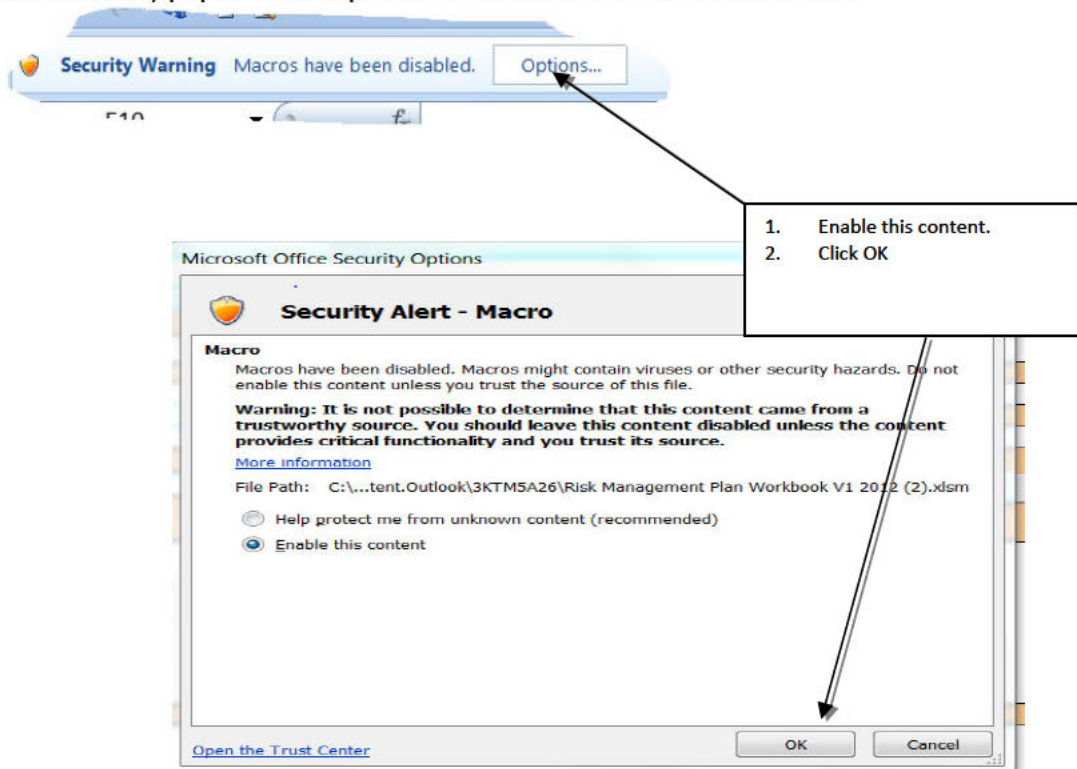 Security Warning Macros have been disabled. Options...
1. Enable this content.
2. Click OK
Microsoft Office Security Options
Security Alert - Macro
Macro
Macros have been disabled. Macros might contain viruses or other security hazards. Do not
enable this content unless you trust the source of this file.
Warning: It is not possible to determine that this content came from a
trustworthy source. You should leave this content disabled unless the content
provides critical functionality and you trust its source.
More information
File Path: C:\...tent.Outlook\3KTM5A26\Risk Management Plan Workbook V1 2012 (2).xlsm
Help protect me from unknown content (recommended)
Enable this content
Open the Trust Center
OK Cancel